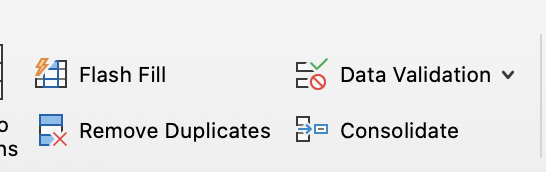 Flash Fill
Data Validation
Remove Duplicates
Consolidate